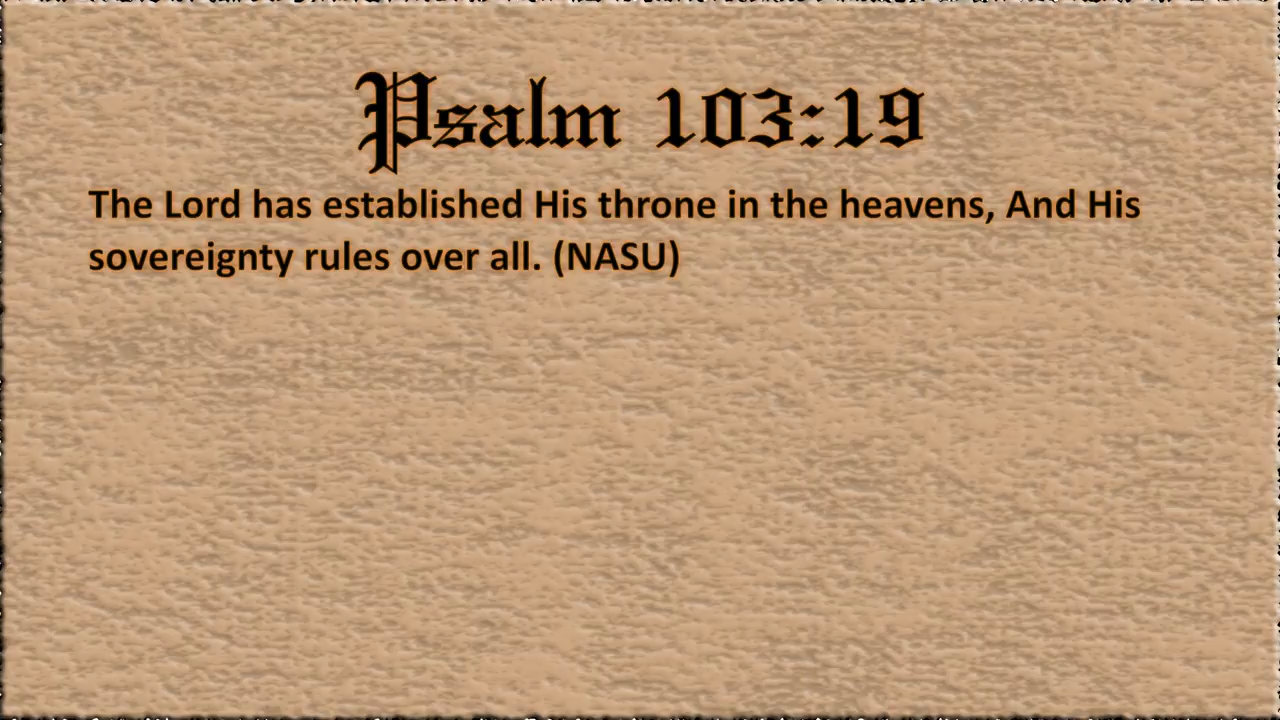 Psalm 103:19
The Lord has established His throne in the heavens, And His
sovereignty rules over all. (NASU)